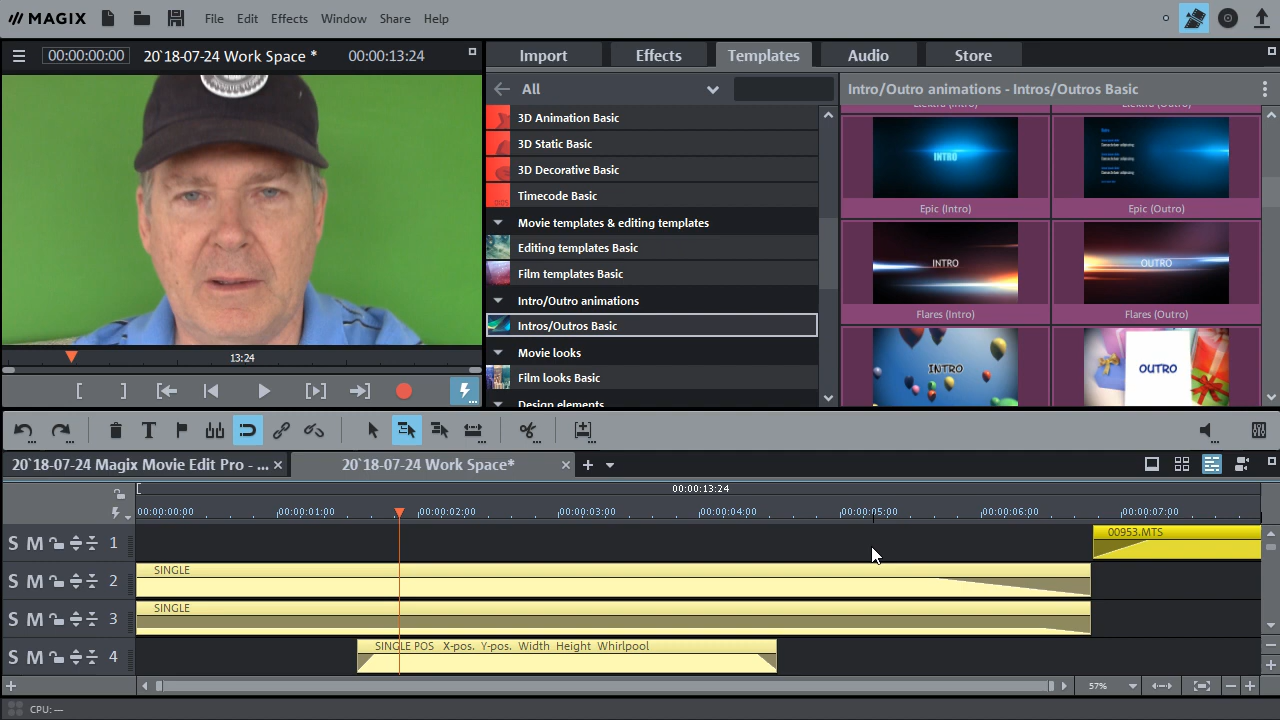 MAGIX File Edit Effects Window Share Help
00:00:00:00 20`18-07-24 Work Space * 00:00:13:24
Import Effects Templates Audio Store
All
Intro/Outro animations - Intros/Outros Basic
Elektra (Intro) Elektra (Outro)
3D Animation Basic
3D Static Basic
3D Decorative Basic
Timecode Basic
Movie templates & editing templates
Editing templates Basic
Film templates Basic
Intro/Outro animations
Intros/Outros Basic
Movie looks
Film looks Basic
Design elements
INTRO
Epic (Intro) Epic (Outro)
INTRO OUTRO
Flares (Intro) Flares (Outro)
INTRO OUTRO
13:24
20`18-07-24 Magix Movie Edit Pro - ... 20`18-07-24 Work Space*
00:00:13:24
00:00:00:00 00:00:01:00 00:00:02:00 00:00:03:00 00:00:04:00 00:00:05:00 00:00:06:00 00:00:07:00
S M 1 00953.MTS
S M 2 SINGLE
S M 3 SINGLE
S M 4 SINGLE POS X-pos. Y-pos. Width Height Whirlpool
57%
CPU: ---